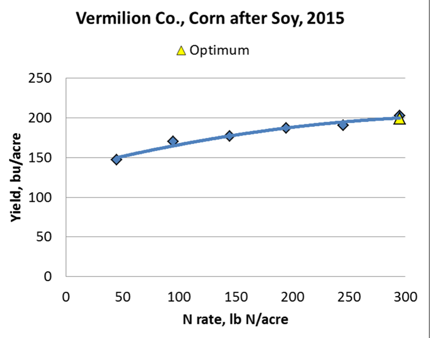 Vermilion Co., Corn after Soy, 2015
Optimum
250
200
150
100
50
0
0 50 100 150 200 250 300
Yield, bu/acre
N rate, lb N/acre